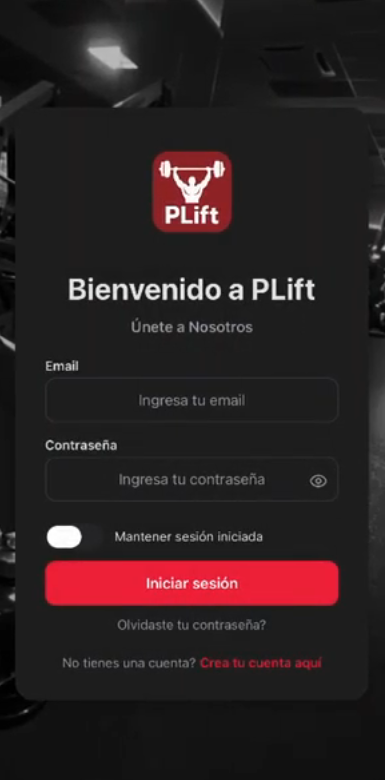 PLift
Bienvenido a PLift
Únete a Nosotros
Email
Ingresa tu email
Contraseña
Ingresa tu contraseña
Mantener sesión iniciada
Iniciar sesión
Olvidaste tu contraseña?
No tienes una cuenta? Crea tu cuenta aquí